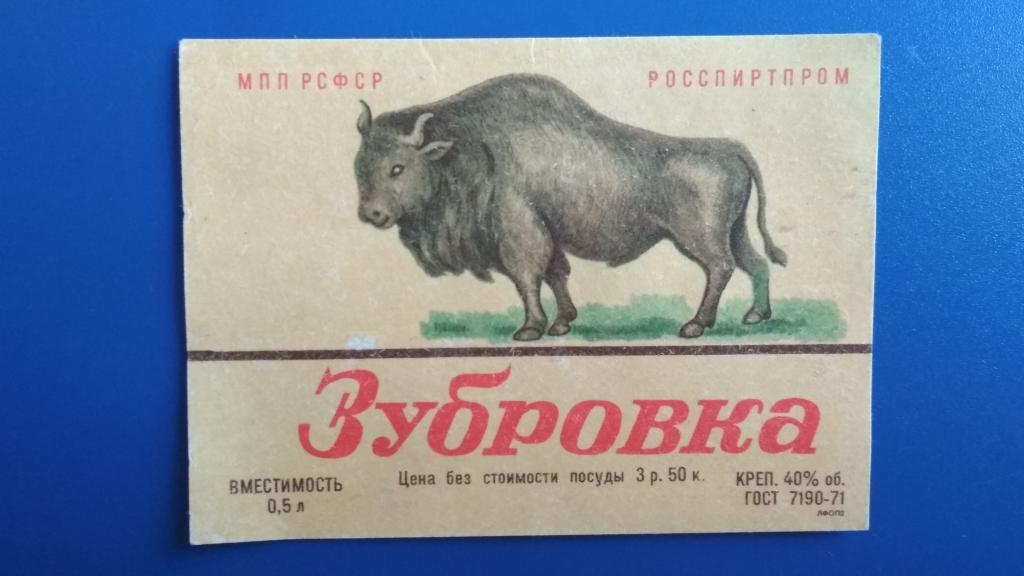 МПП РСФСР
РОССПИРТПРОМ
Зубровка
ВМЕСТИМОСТЬ
0,5 л
Цена без стоимости посуды 3 р. 50 к.
КРЕП. 40% об.
ГОСТ 7190-71